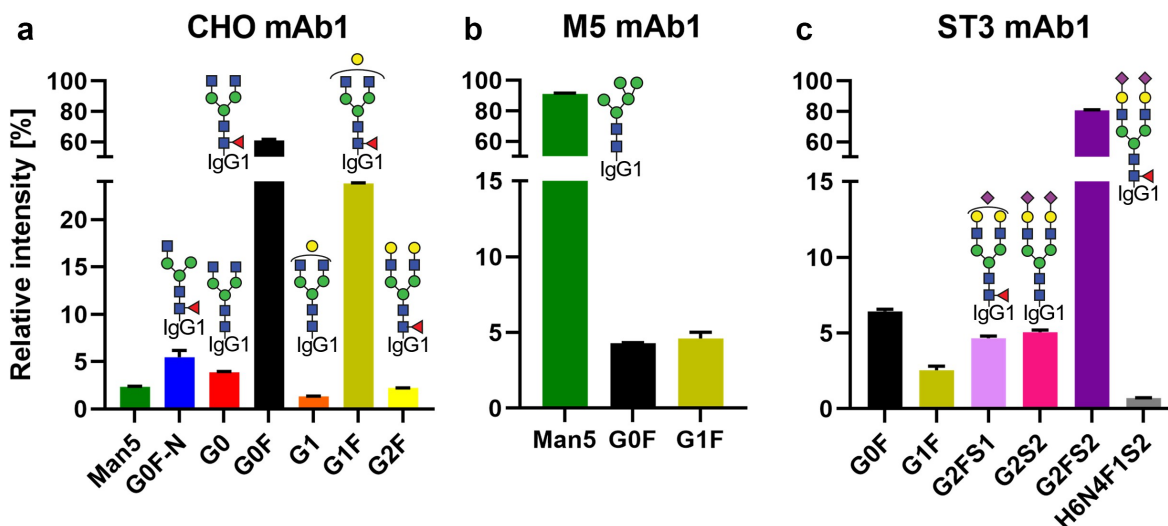 a CHO mAb1
b M5 mAb1
c ST3 mAb1
Relative intensity [%]
100
80
60
20
15
10
5
0
IgG1
IgG1
IgG1
IgG1
IgG1
IgG1
Man5
G0F-N
G0
G0F
G1
G1F
G2F
100
80
60
15
10
5
0
IgG1
Man5
G0F
G1F
100
80
60
15
10
5
0
IgG1
IgG1
IgG1
G0F
G1F
G2FS1
G2S2
G2FS2
H6N4F1S2